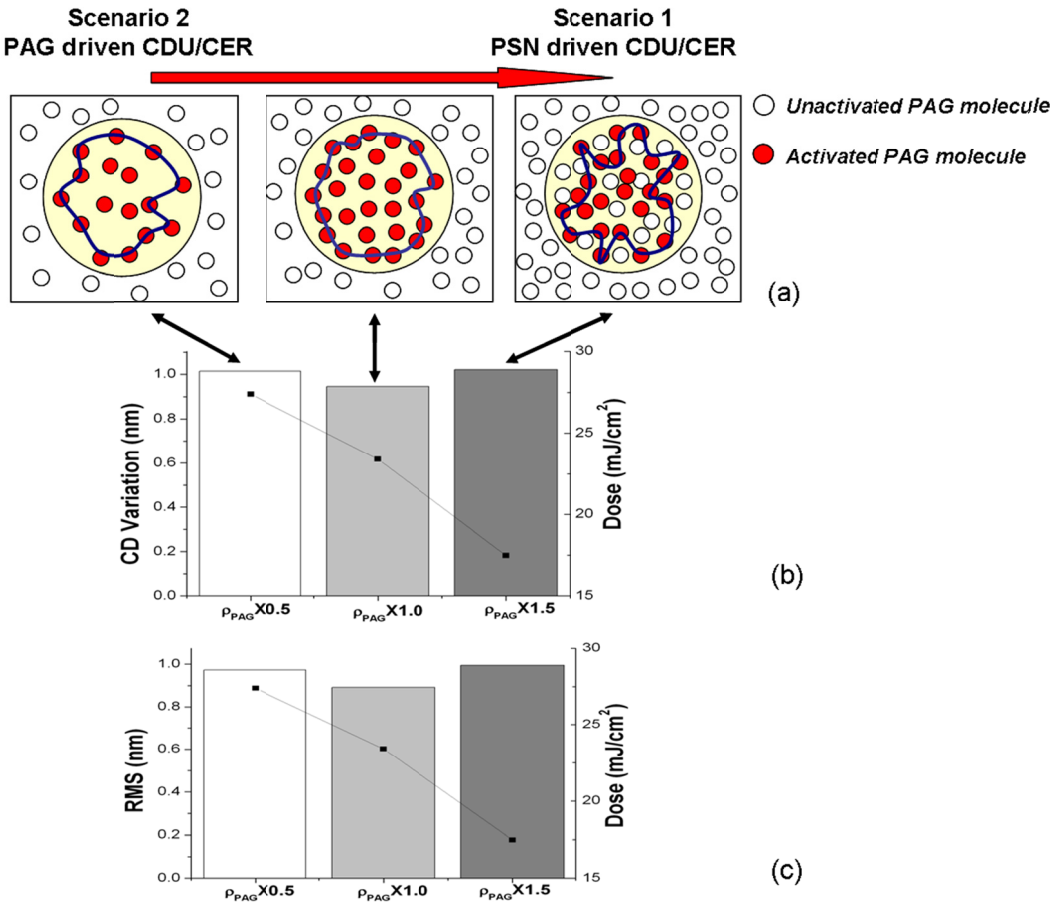 Scenario 2
PAG driven CDU/CER
Scenario 1
PSN driven CDU/CER
Unactivated PAG molecule
Activated PAG molecule
(a)
CD Variation (nm)
1.0
0.8
0.6
0.4
0.2
0.0
ρPAGX0.5
ρPAGX1.0
ρPAGX1.5
30
25
20
15
Dose (mJ/cm²)
(b)
RMS (nm)
1.0
0.8
0.6
0.4
0.2
0.0
ρPAGX0.5
ρPAGX1.0
ρPAGX1.5
30
25
20
15
Dose (mJ/cm²)
(c)